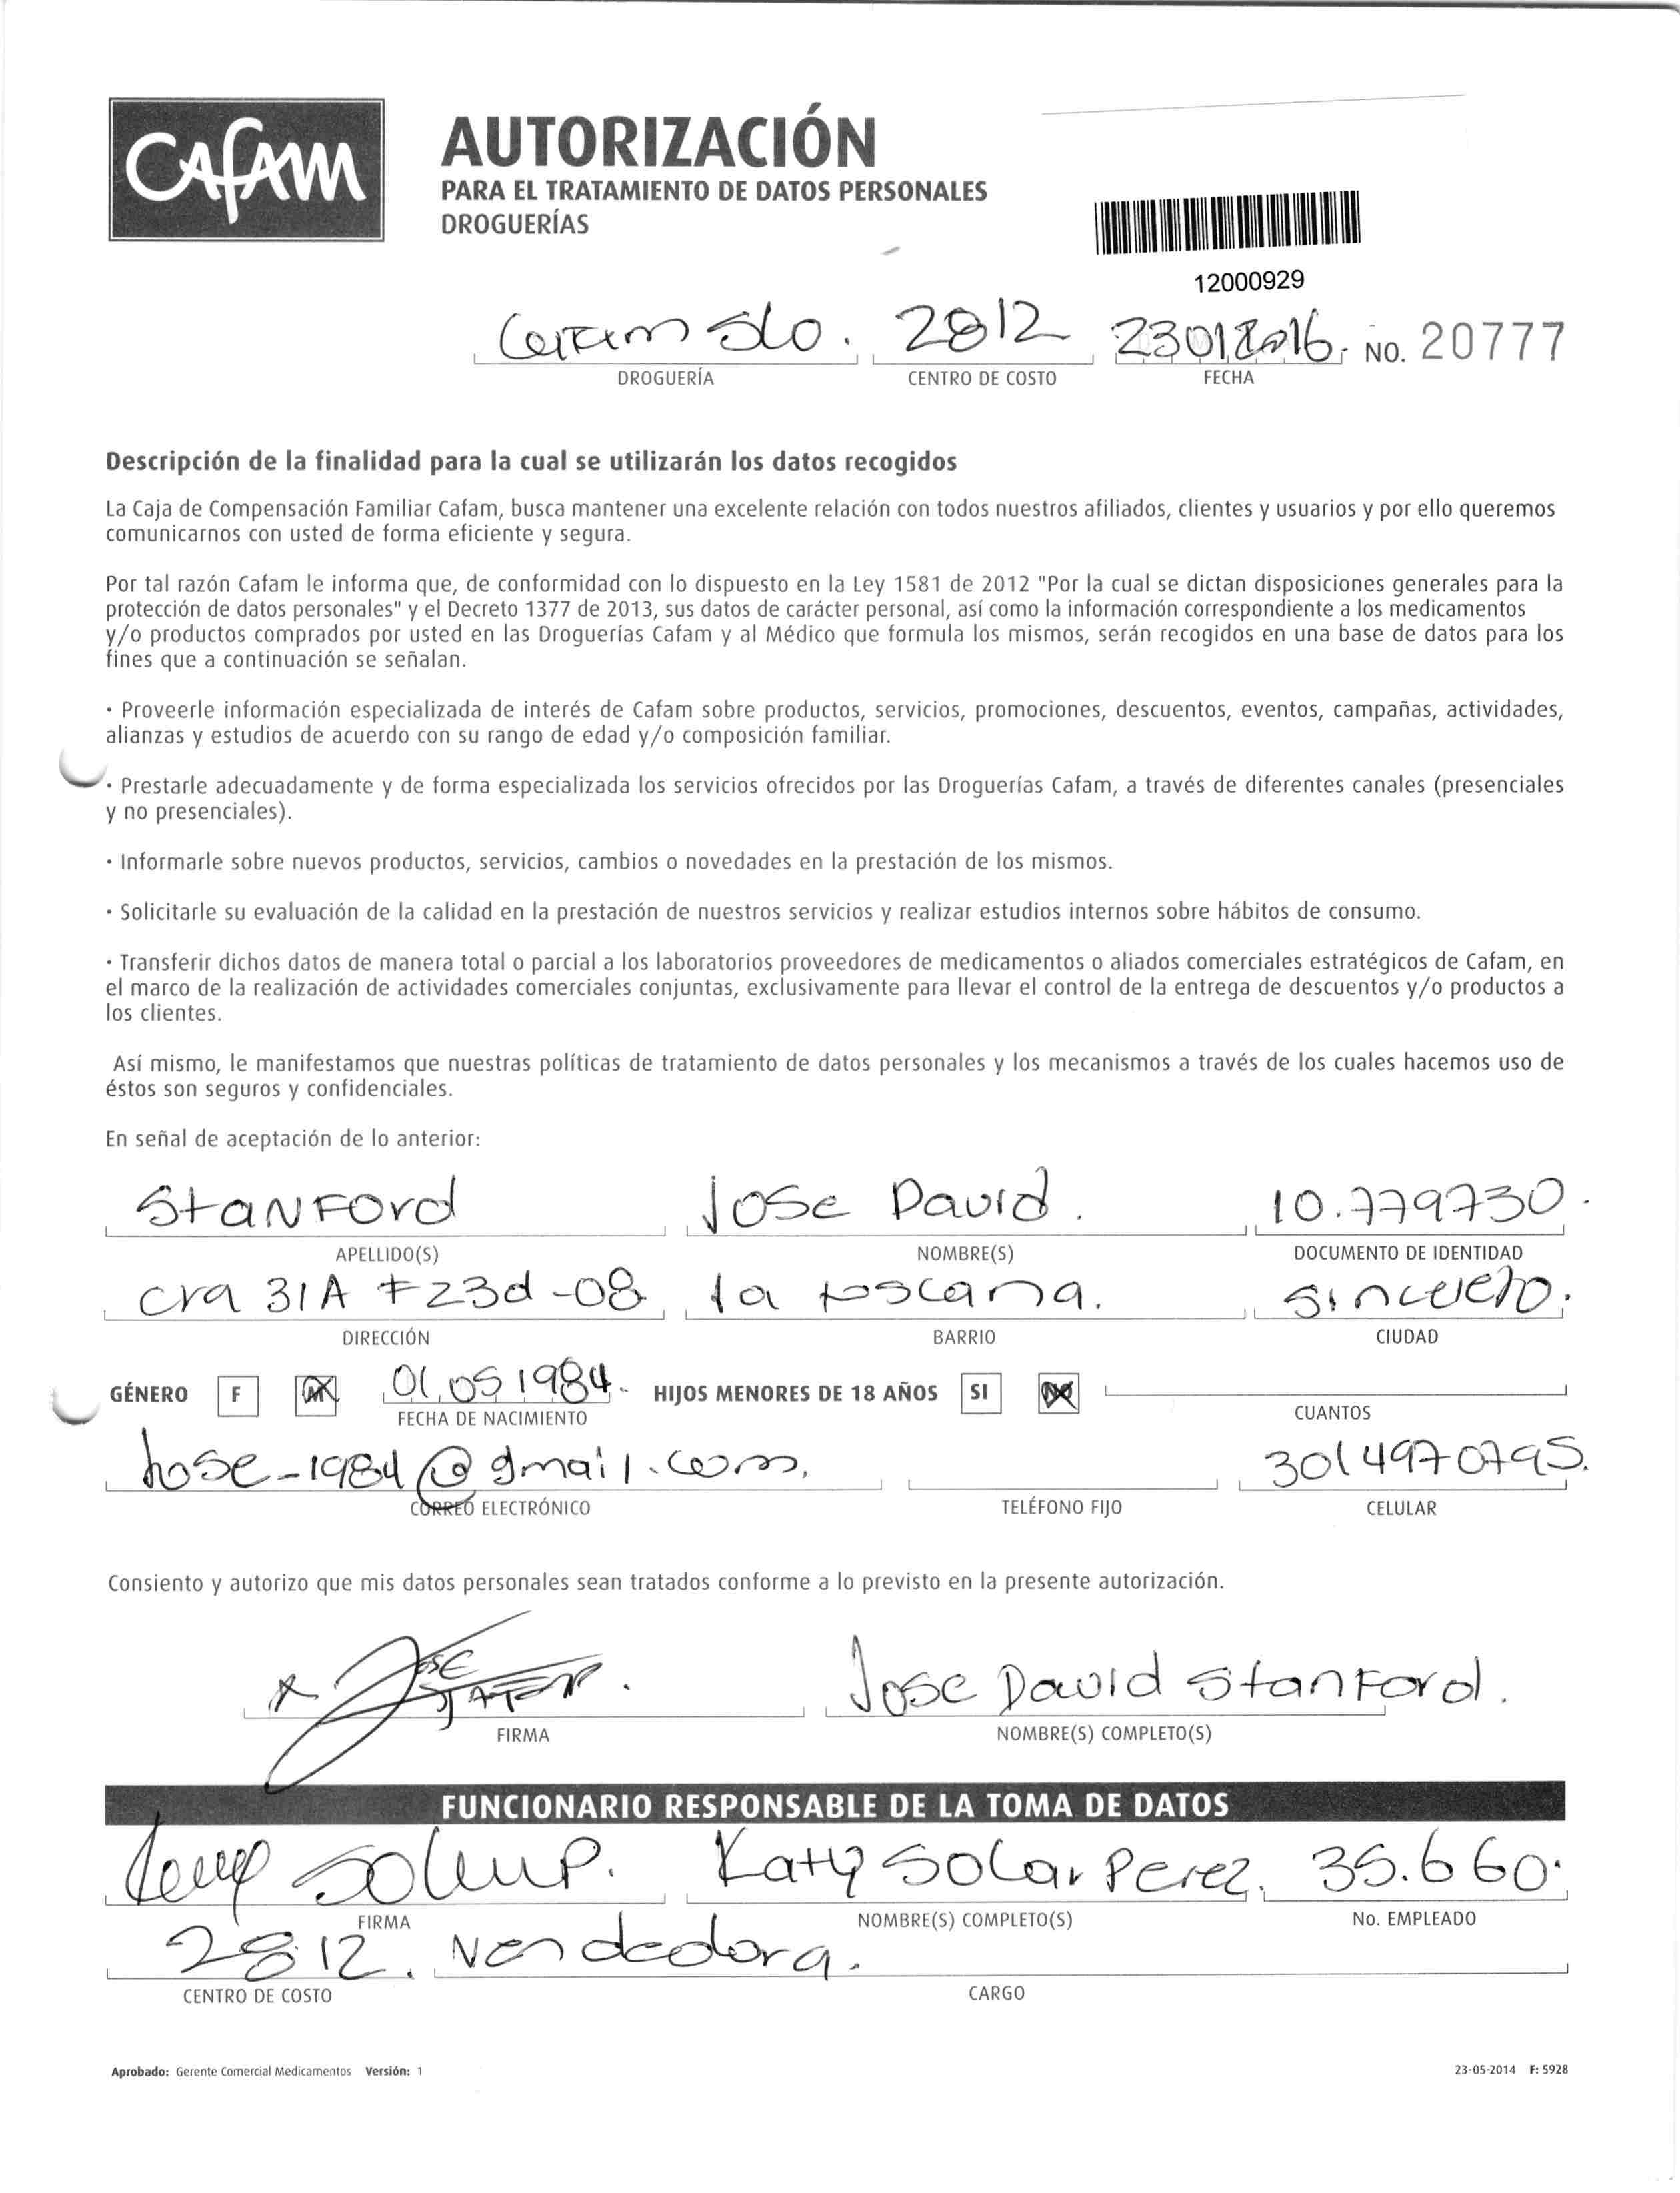 CAFAM
AUTORIZACIÓN
PARA EL TRATAMIENTO DE DATOS PERSONALES
DROGUERÍAS
12000929
2812 23012016. NO. 20777
DROGUERÍA CENTRO DE COSTO FECHA
Descripción de la finalidad para la cual se utilizarán los datos recogidos
La Caja de Compensación Familiar Cafam, busca mantener una excelente relación con todos nuestros afiliados, clientes y usuarios y por ello queremos
comunicarnos con usted de forma eficiente y segura.
Por tal razón Cafam le informa que, de conformidad con lo dispuesto en la Ley 1581 de 2012 "Por la cual se dictan disposiciones generales para la
protección de datos personales" y el Decreto 1377 de 2013, sus datos de carácter personal, así como la información correspondiente a los medicamentos
y/o productos comprados por usted en las Droguerías Cafam y al Médico que formula los mismos, serán recogidos en una base de datos para los
fines que a continuación se señalan.
· Proveerle información especializada de interés de Cafam sobre productos, servicios, promociones, descuentos, eventos, campañas, actividades,
alianzas y estudios de acuerdo con su rango de edad y/o composición familiar.
· Prestarle adecuadamente y de forma especializada los servicios ofrecidos por las Droguerías Cafam, a través de diferentes canales (presenciales
y no presenciales).
· Informarle sobre nuevos productos, servicios, cambios o novedades en la prestación de los mismos.
· Solicitarle su evaluación de la calidad en la prestación de nuestros servicios y realizar estudios internos sobre hábitos de consumo.
· Transferir dichos datos de manera total o parcial a los laboratorios proveedores de medicamentos o aliados comerciales estratégicos de Cafam, en
el marco de la realización de actividades comerciales conjuntas, exclusivamente para llevar el control de la entrega de descuentos y/o productos a
los clientes.
Así mismo, le manifestamos que nuestras políticas de tratamiento de datos personales y los mecanismos a través de los cuales hacemos uso de
éstos son seguros y confidenciales.
En señal de aceptación de lo anterior:
Stanford Jose David. 10.779730.
APELLIDO(S) NOMBRE(S) DOCUMENTO DE IDENTIDAD
cra 31A # 23d-08 la toscana. sincelejo.
DIRECCIÓN BARRIO CIUDAD
GÉNERO F M 01.05 1984. HIJOS MENORES DE 18 AÑOS SI NO
FECHA DE NACIMIENTO CUANTOS
hose-1984@gmail.com. 3014970795.
CORREO ELECTRÓNICO TELÉFONO FIJO CELULAR
Consiento y autorizo que mis datos personales sean tratados conforme a lo previsto en la presente autorización.
x Jose Jose David Stanford.
FIRMA NOMBRE(S) COMPLETO(S)
FUNCIONARIO RESPONSABLE DE LA TOMA DE DATOS
Katy Solar Perez. 35.660.
FIRMA NOMBRE(S) COMPLETO(S) No. EMPLEADO
2812. Vendedora.
CENTRO DE COSTO CARGO
Aprobado: Gerente Comercial Medicamentos Versión: 1 23-05-2014 F: 5928